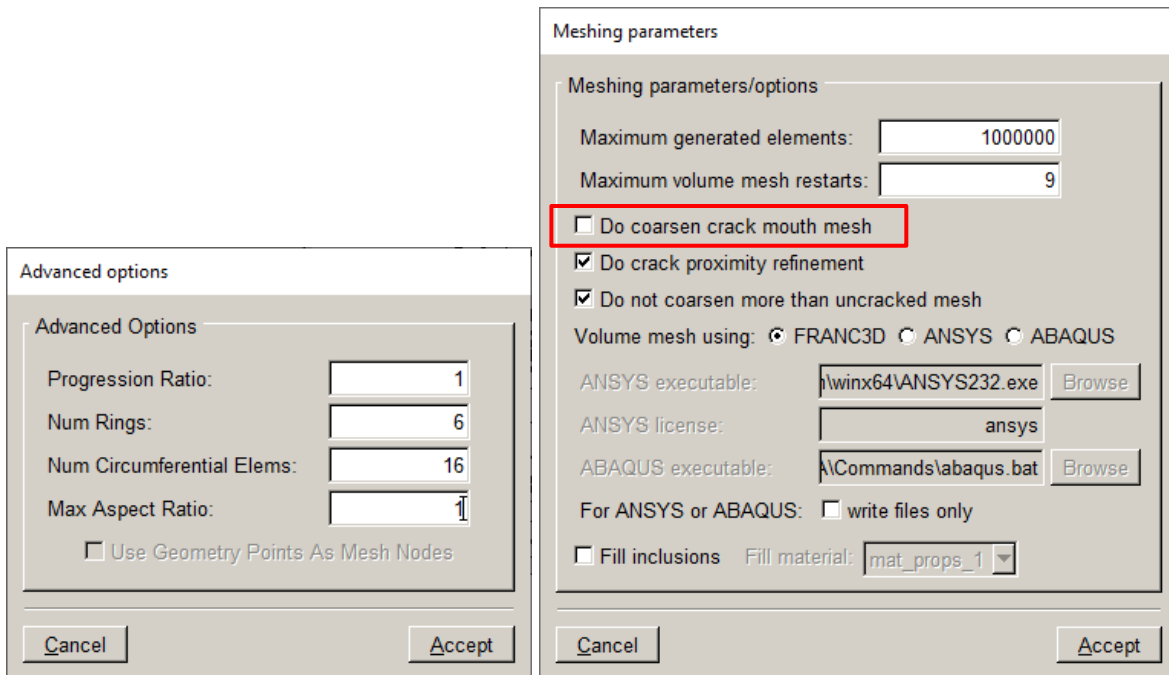 Advanced options
Advanced Options
Progression Ratio: 1
Num Rings: 6
Num Circumferential Elems: 16
Max Aspect Ratio: 1
Use Geometry Points As Mesh Nodes
Cancel Accept
Meshing parameters
Meshing parameters/options
Maximum generated elements: 1000000
Maximum volume mesh restarts: 9
Do coarsen crack mouth mesh
Do crack proximity refinement
Do not coarsen more than uncracked mesh
Volume mesh using: FRANC3D ANSYS ABAQUS
ANSYS executable: \winx64\ANSYS232.exe Browse
ANSYS license: ansys
ABAQUS executable: \Commands\abaqus.bat Browse
For ANSYS or ABAQUS: write files only
Fill inclusions Fill material: mat_props_1
Cancel Accept